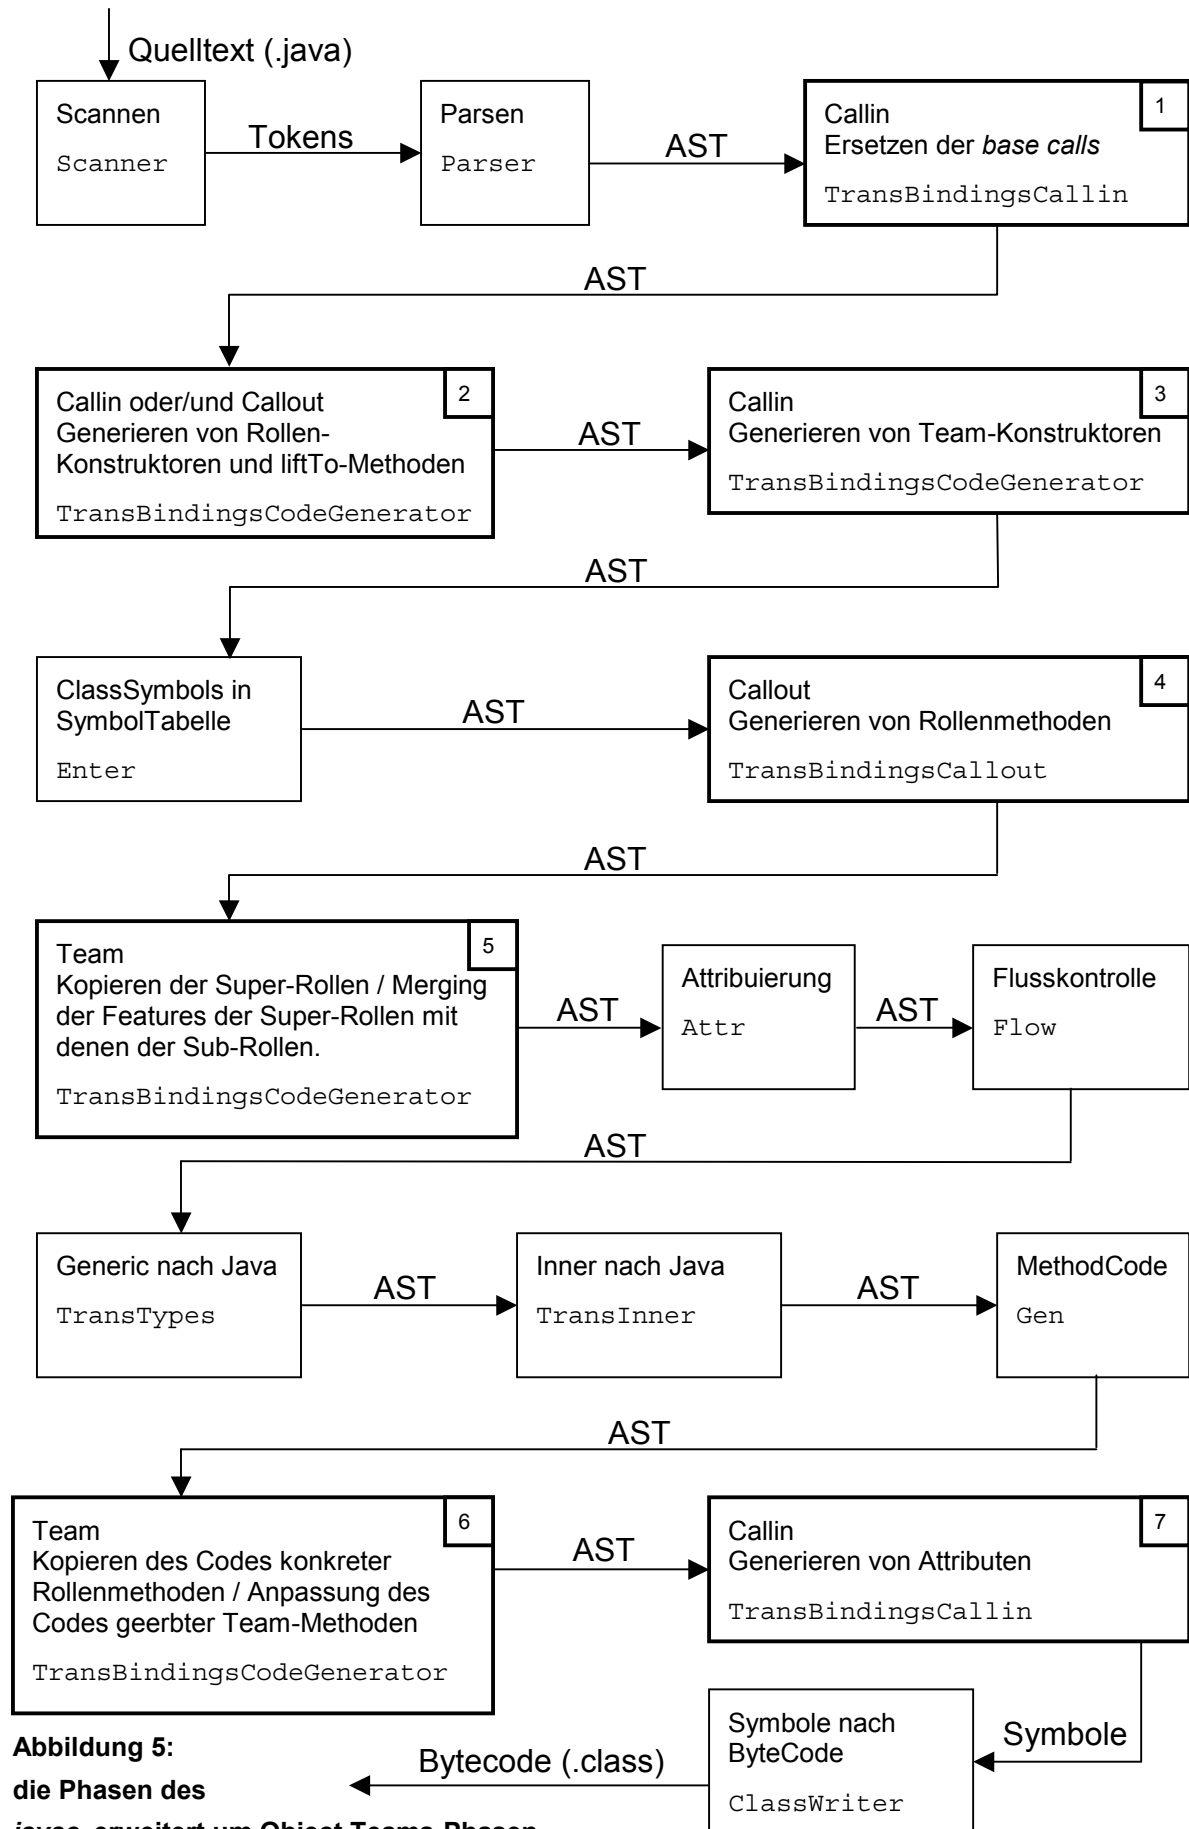 Quelltext (.java)
Scannen
Scanner
Tokens
Parsen
Parser
AST
1
Callin
Ersetzen der base calls
TransBindingsCallin
AST
2
Callin oder/und Callout
Generieren von Rollen-
Konstruktoren und liftTo-Methoden
TransBindingsCodeGenerator
AST
3
Callin
Generieren von Team-Konstruktoren
TransBindingsCodeGenerator
AST
ClassSymbols in
SymbolTabelle
Enter
AST
4
Callout
Generieren von Rollenmethoden
TransBindingsCallout
AST
5
Team
Kopieren der Super-Rollen / Merging
der Features der Super-Rollen mit
denen der Sub-Rollen.
TransBindingsCodeGenerator
AST
Attribuierung
Attr
AST
Flusskontrolle
Flow
AST
Generic nach Java
TransTypes
AST
Inner nach Java
TransInner
AST
MethodCode
Gen
AST
6
Team
Kopieren des Codes konkreter
Rollenmethoden / Anpassung des
Codes geerbter Team-Methoden
TransBindingsCodeGenerator
AST
7
Callin
Generieren von Attributen
TransBindingsCallin
Symbole
Symbole nach
ByteCode
ClassWriter
Bytecode (.class)
Abbildung 5:
die Phasen des
javac, erweitert um Object Teams-Phasen